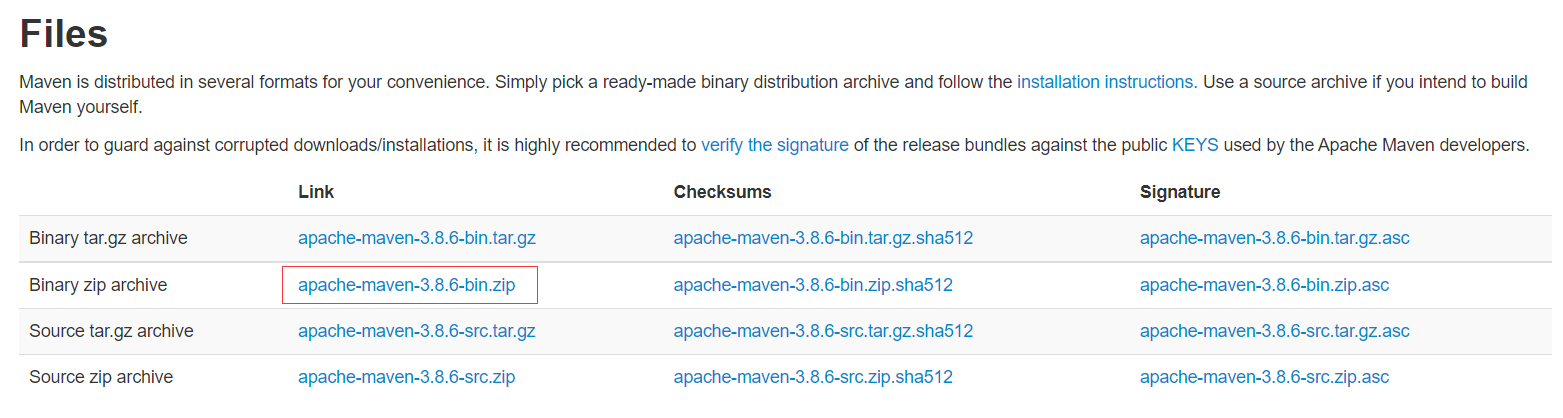 Files
Maven is distributed in several formats for your convenience. Simply pick a ready-made binary distribution archive and follow the installation instructions. Use a source archive if you intend to build
Maven yourself.
In order to guard against corrupted downloads/installations, it is highly recommended to verify the signature of the release bundles against the public KEYS used by the Apache Maven developers.
Link Checksums Signature
Binary tar.gz archive apache-maven-3.8.6-bin.tar.gz apache-maven-3.8.6-bin.tar.gz.sha512 apache-maven-3.8.6-bin.tar.gz.asc
Binary zip archive apache-maven-3.8.6-bin.zip apache-maven-3.8.6-bin.zip.sha512 apache-maven-3.8.6-bin.zip.asc
Source tar.gz archive apache-maven-3.8.6-src.tar.gz apache-maven-3.8.6-src.tar.gz.sha512 apache-maven-3.8.6-src.tar.gz.asc
Source zip archive apache-maven-3.8.6-src.zip apache-maven-3.8.6-src.zip.sha512 apache-maven-3.8.6-src.zip.asc